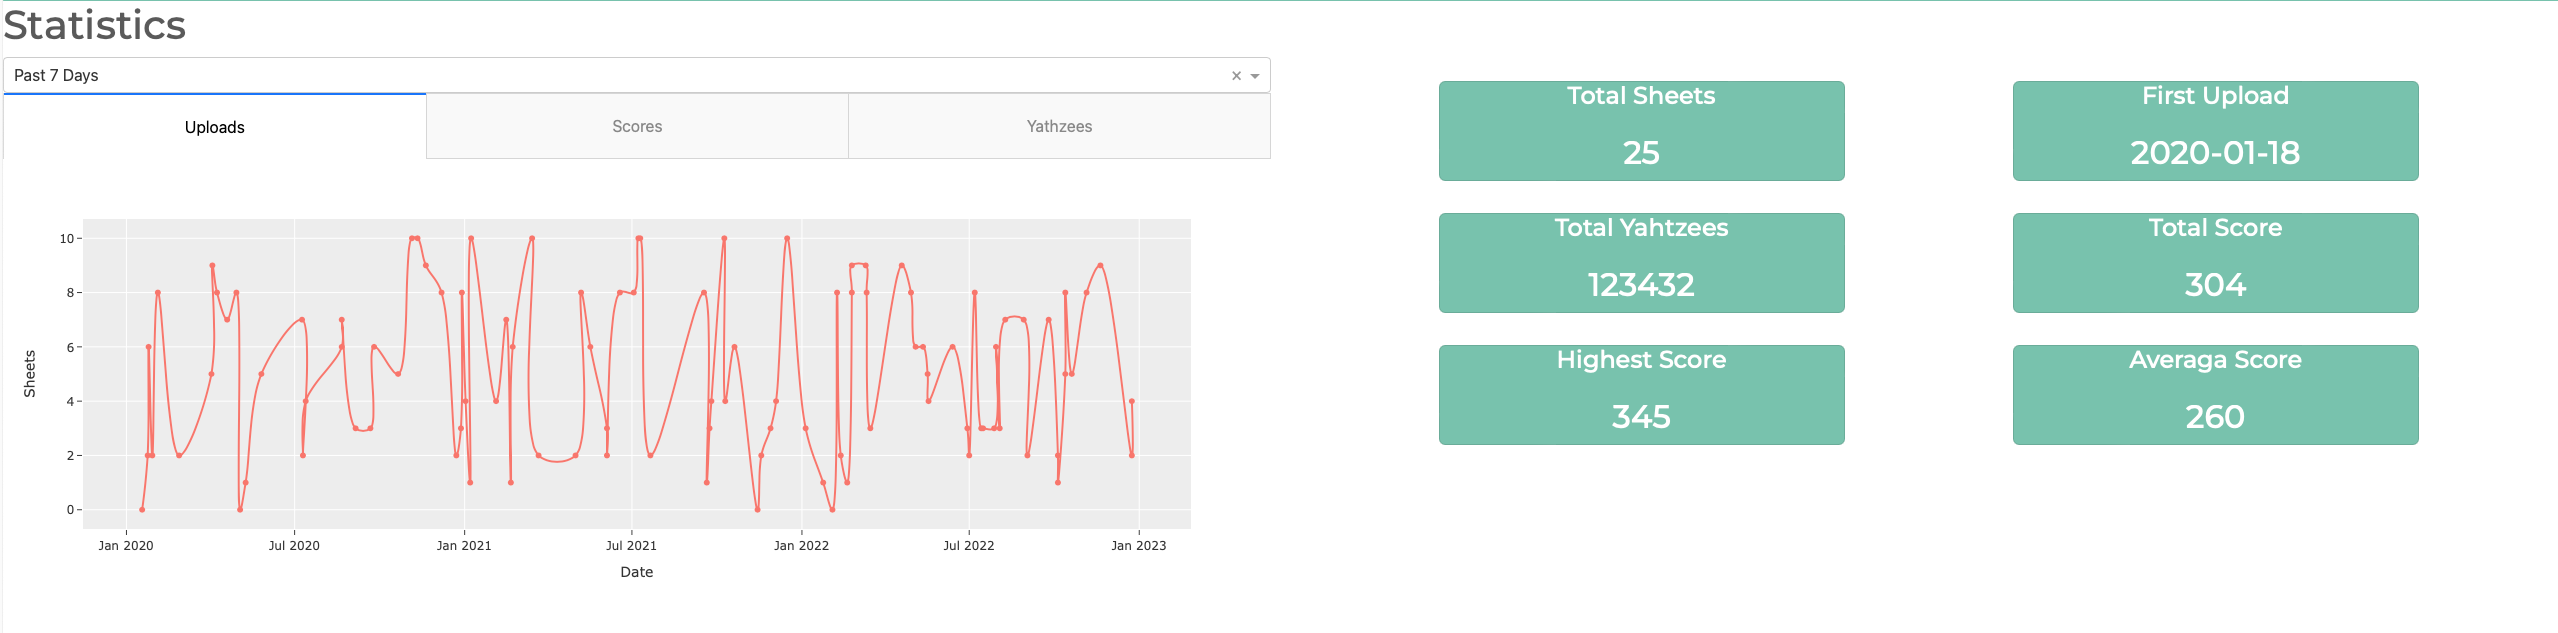 Statistics
Past 7 Days
Uploads
Scores
Yathzees
10
8
6
4
2
0
Sheets
Jan 2020
Jul 2020
Jan 2021
Jul 2021
Jan 2022
Jul 2022
Jan 2023
Date
Total Sheets
25
First Upload
2020-01-18
Total Yahtzees
123432
Total Score
304
Highest Score
345
Averaga Score
260